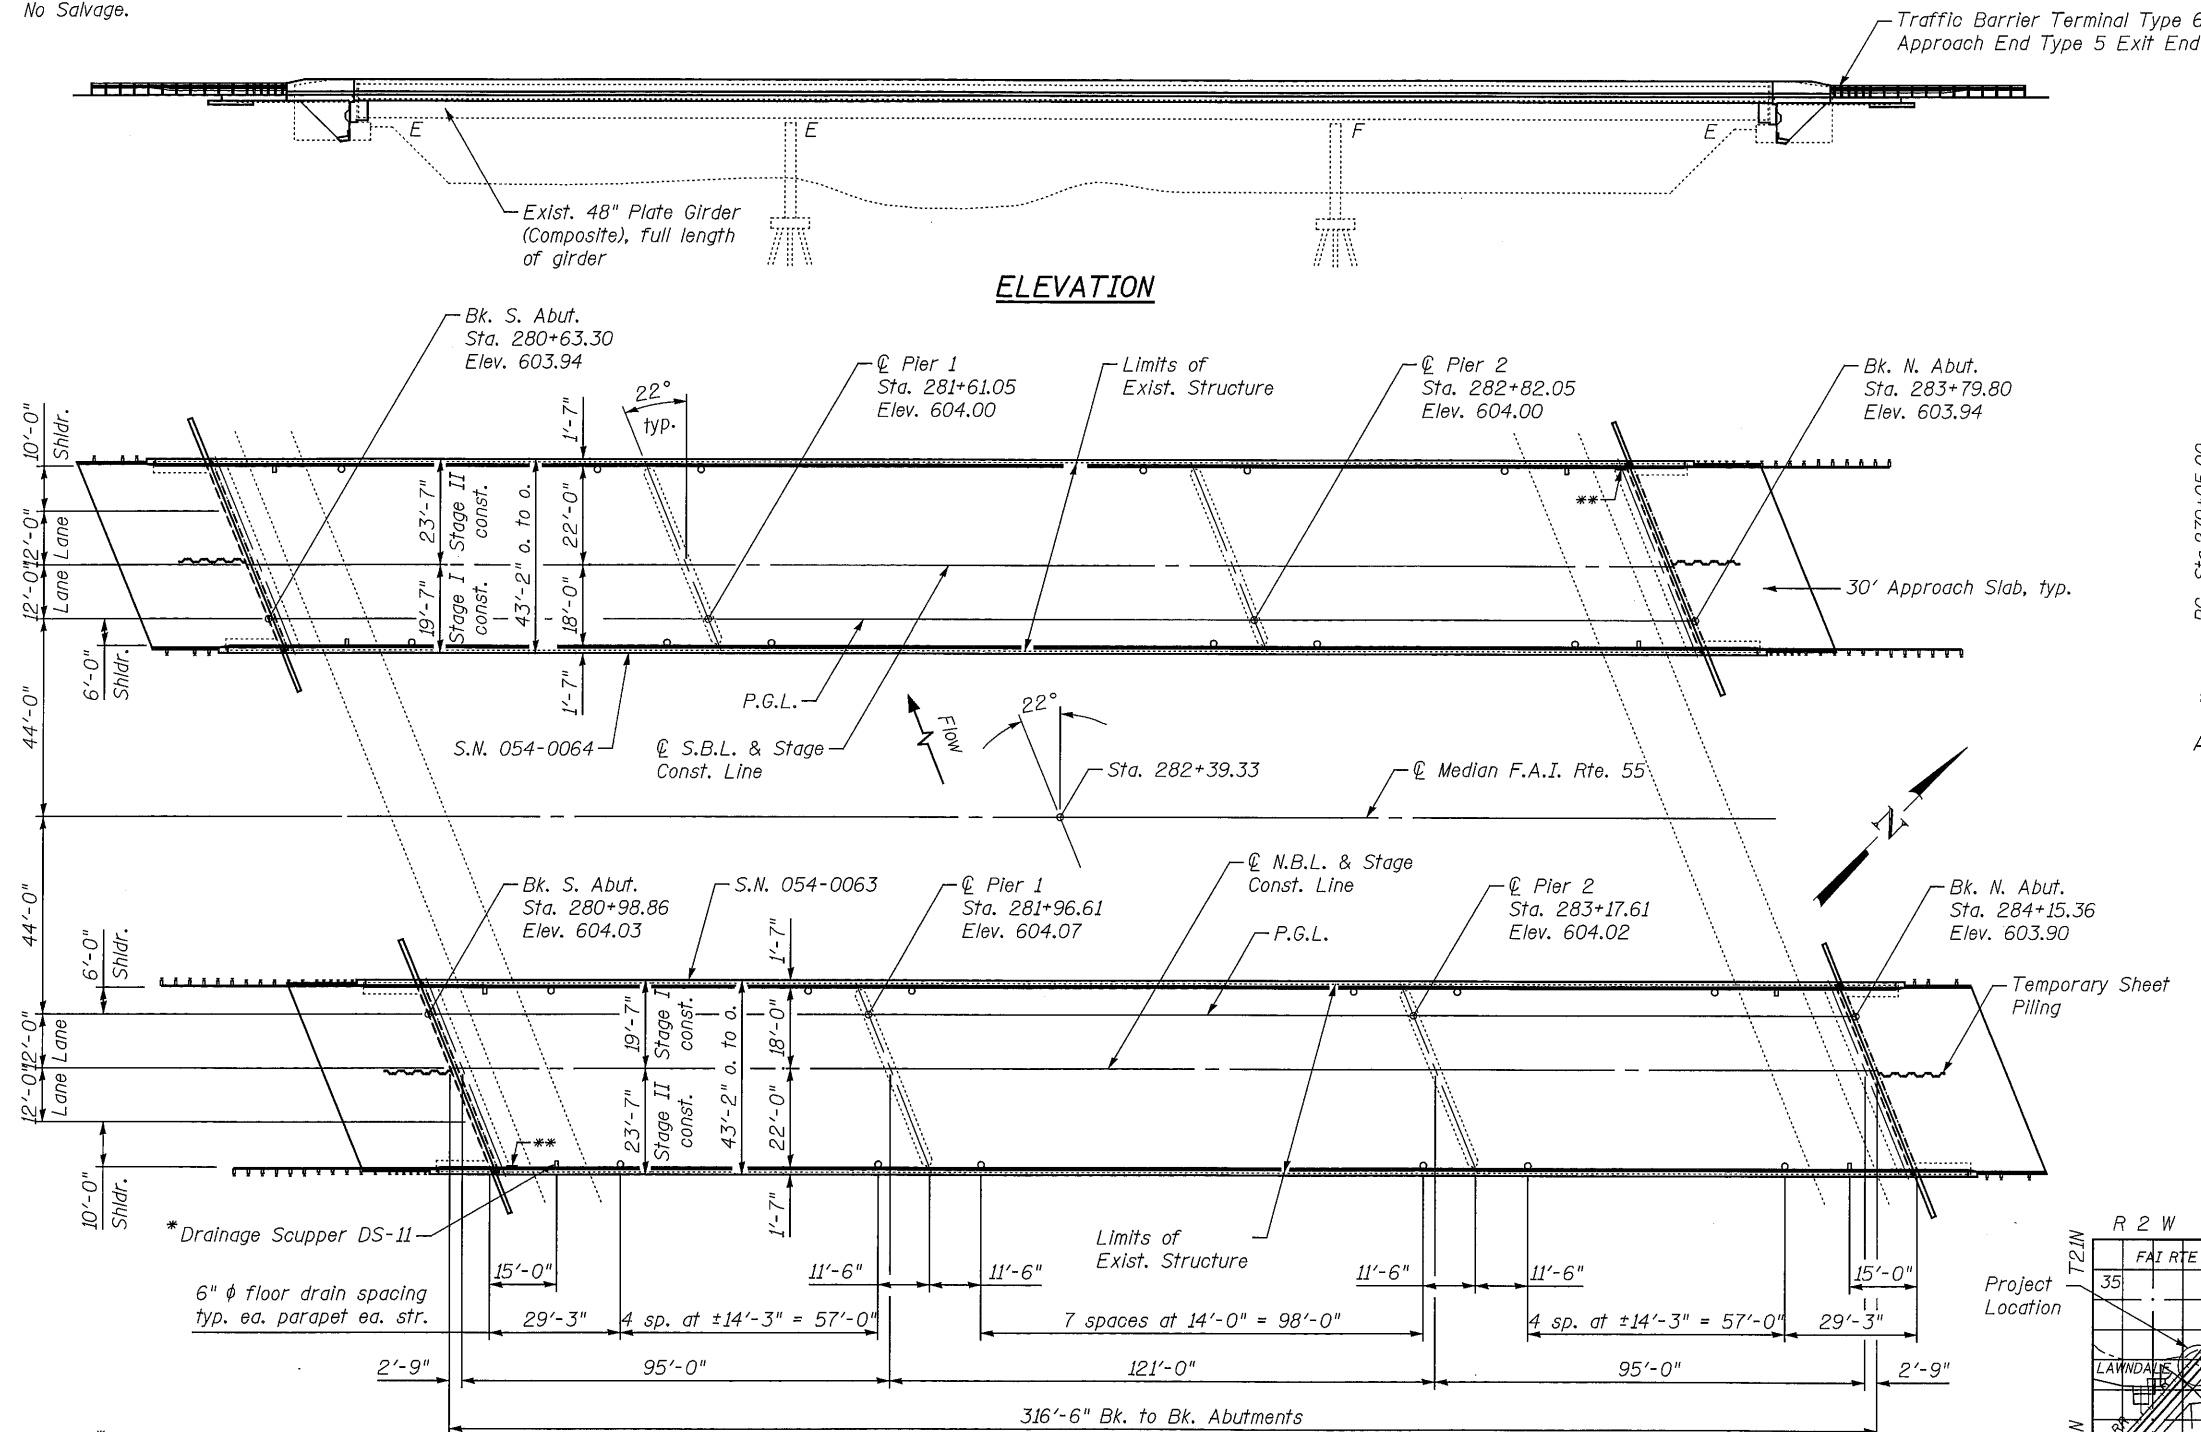 No Salvage.
Traffic Barrier Terminal Type 6
Approach End Type 5 Exit End
E
E
F
E
Exist. 48" Plate Girder
(Composite), full length
of girder
ELEVATION
Bk. S. Abut.
Sta. 280+63.30
Elev. 603.94
℄ Pier 1
Sta. 281+61.05
Elev. 604.00
Limits of
Exist. Structure
℄ Pier 2
Sta. 282+82.05
Elev. 604.00
Bk. N. Abut.
Sta. 283+79.80
Elev. 603.94
22°
typ.
10'-0"
Shldr.
12'-0"
Lane
12'-0"
Lane
6'-0"
Shldr.
44'-0"
23'-7"
Stage II
const.
19'-7"
Stage I
const.
43'-2" o. to o.
1'-7"
22'-0"
18'-0"
1'-7"
**
30' Approach Slab, typ.
P.G.L.
S.N. 054-0064
℄ S.B.L. & Stage
Const. Line
Flow
22°
Sta. 282+39.33
℄ Median F.A.I. Rte. 55
N
44'-0"
6'-0"
Shldr.
12'-0"
Lane
12'-0"
Lane
10'-0"
Shldr.
Bk. S. Abut.
Sta. 280+98.86
Elev. 604.03
S.N. 054-0063
℄ Pier 1
Sta. 281+96.61
Elev. 604.07
℄ N.B.L. & Stage
Const. Line
P.G.L.
℄ Pier 2
Sta. 283+17.61
Elev. 604.02
Bk. N. Abut.
Sta. 284+15.36
Elev. 603.90
Temporary Sheet
Piling
19'-7"
Stage I
const.
23'-7"
Stage II
const.
43'-2" o. to o.
1'-7"
18'-0"
22'-0"
1'-7"
**
*Drainage Scupper DS-11
Limits of
Exist. Structure
6" ϕ floor drain spacing
typ. ea. parapet ea. str.
15'-0"
11'-6"
11'-6"
11'-6"
11'-6"
15'-0"
29'-3"
4 sp. at ±14'-3" = 57'-0"
7 spaces at 14'-0" = 98'-0"
4 sp. at ±14'-3" = 57'-0"
29'-3"
2'-9"
95'-0"
121'-0"
95'-0"
2'-9"
316'-6" Bk. to Bk. Abutments
R 2 W
T21N
FAI RTE
35
Project
Location
LAWNDALE